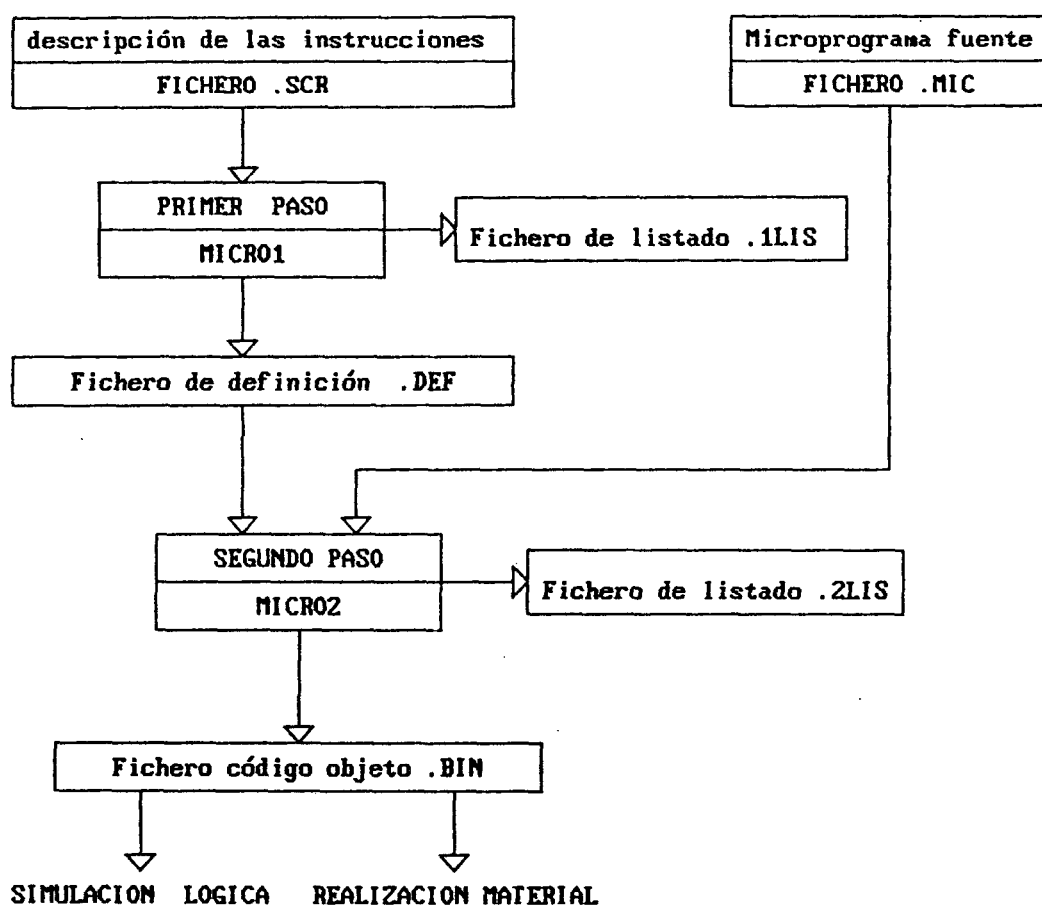 descripción de las instrucciones
FICHERO .SCR
Microprograma fuente
FICHERO .MIC
PRIMER PASO
MICRO1
Fichero de listado .1LIS
Fichero de definición .DEF
SEGUNDO PASO
MICRO2
Fichero de listado .2LIS
Fichero código objeto .BIN
SIMULACION LOGICA
REALIZACION MATERIAL